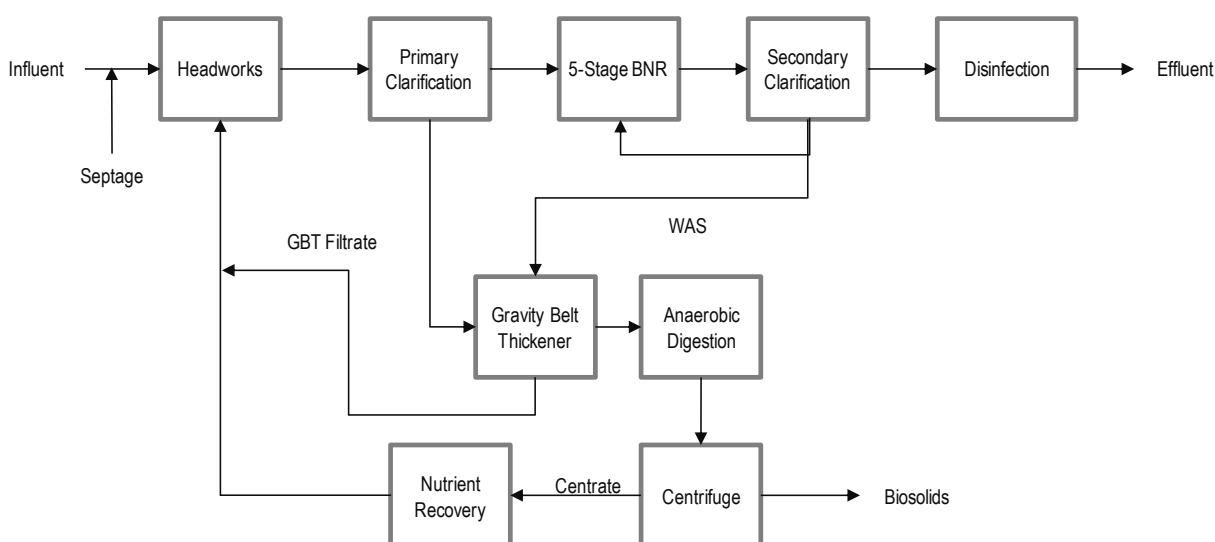 Influent
Headworks
Primary
Clarification
5-Stage BNR
Secondary
Clarification
Disinfection
Effluent
Septage
WAS
GBT Filtrate
Gravity Belt
Thickener
Anaerobic
Digestion
Nutrient
Recovery
Centrate
Centrifuge
Biosolids